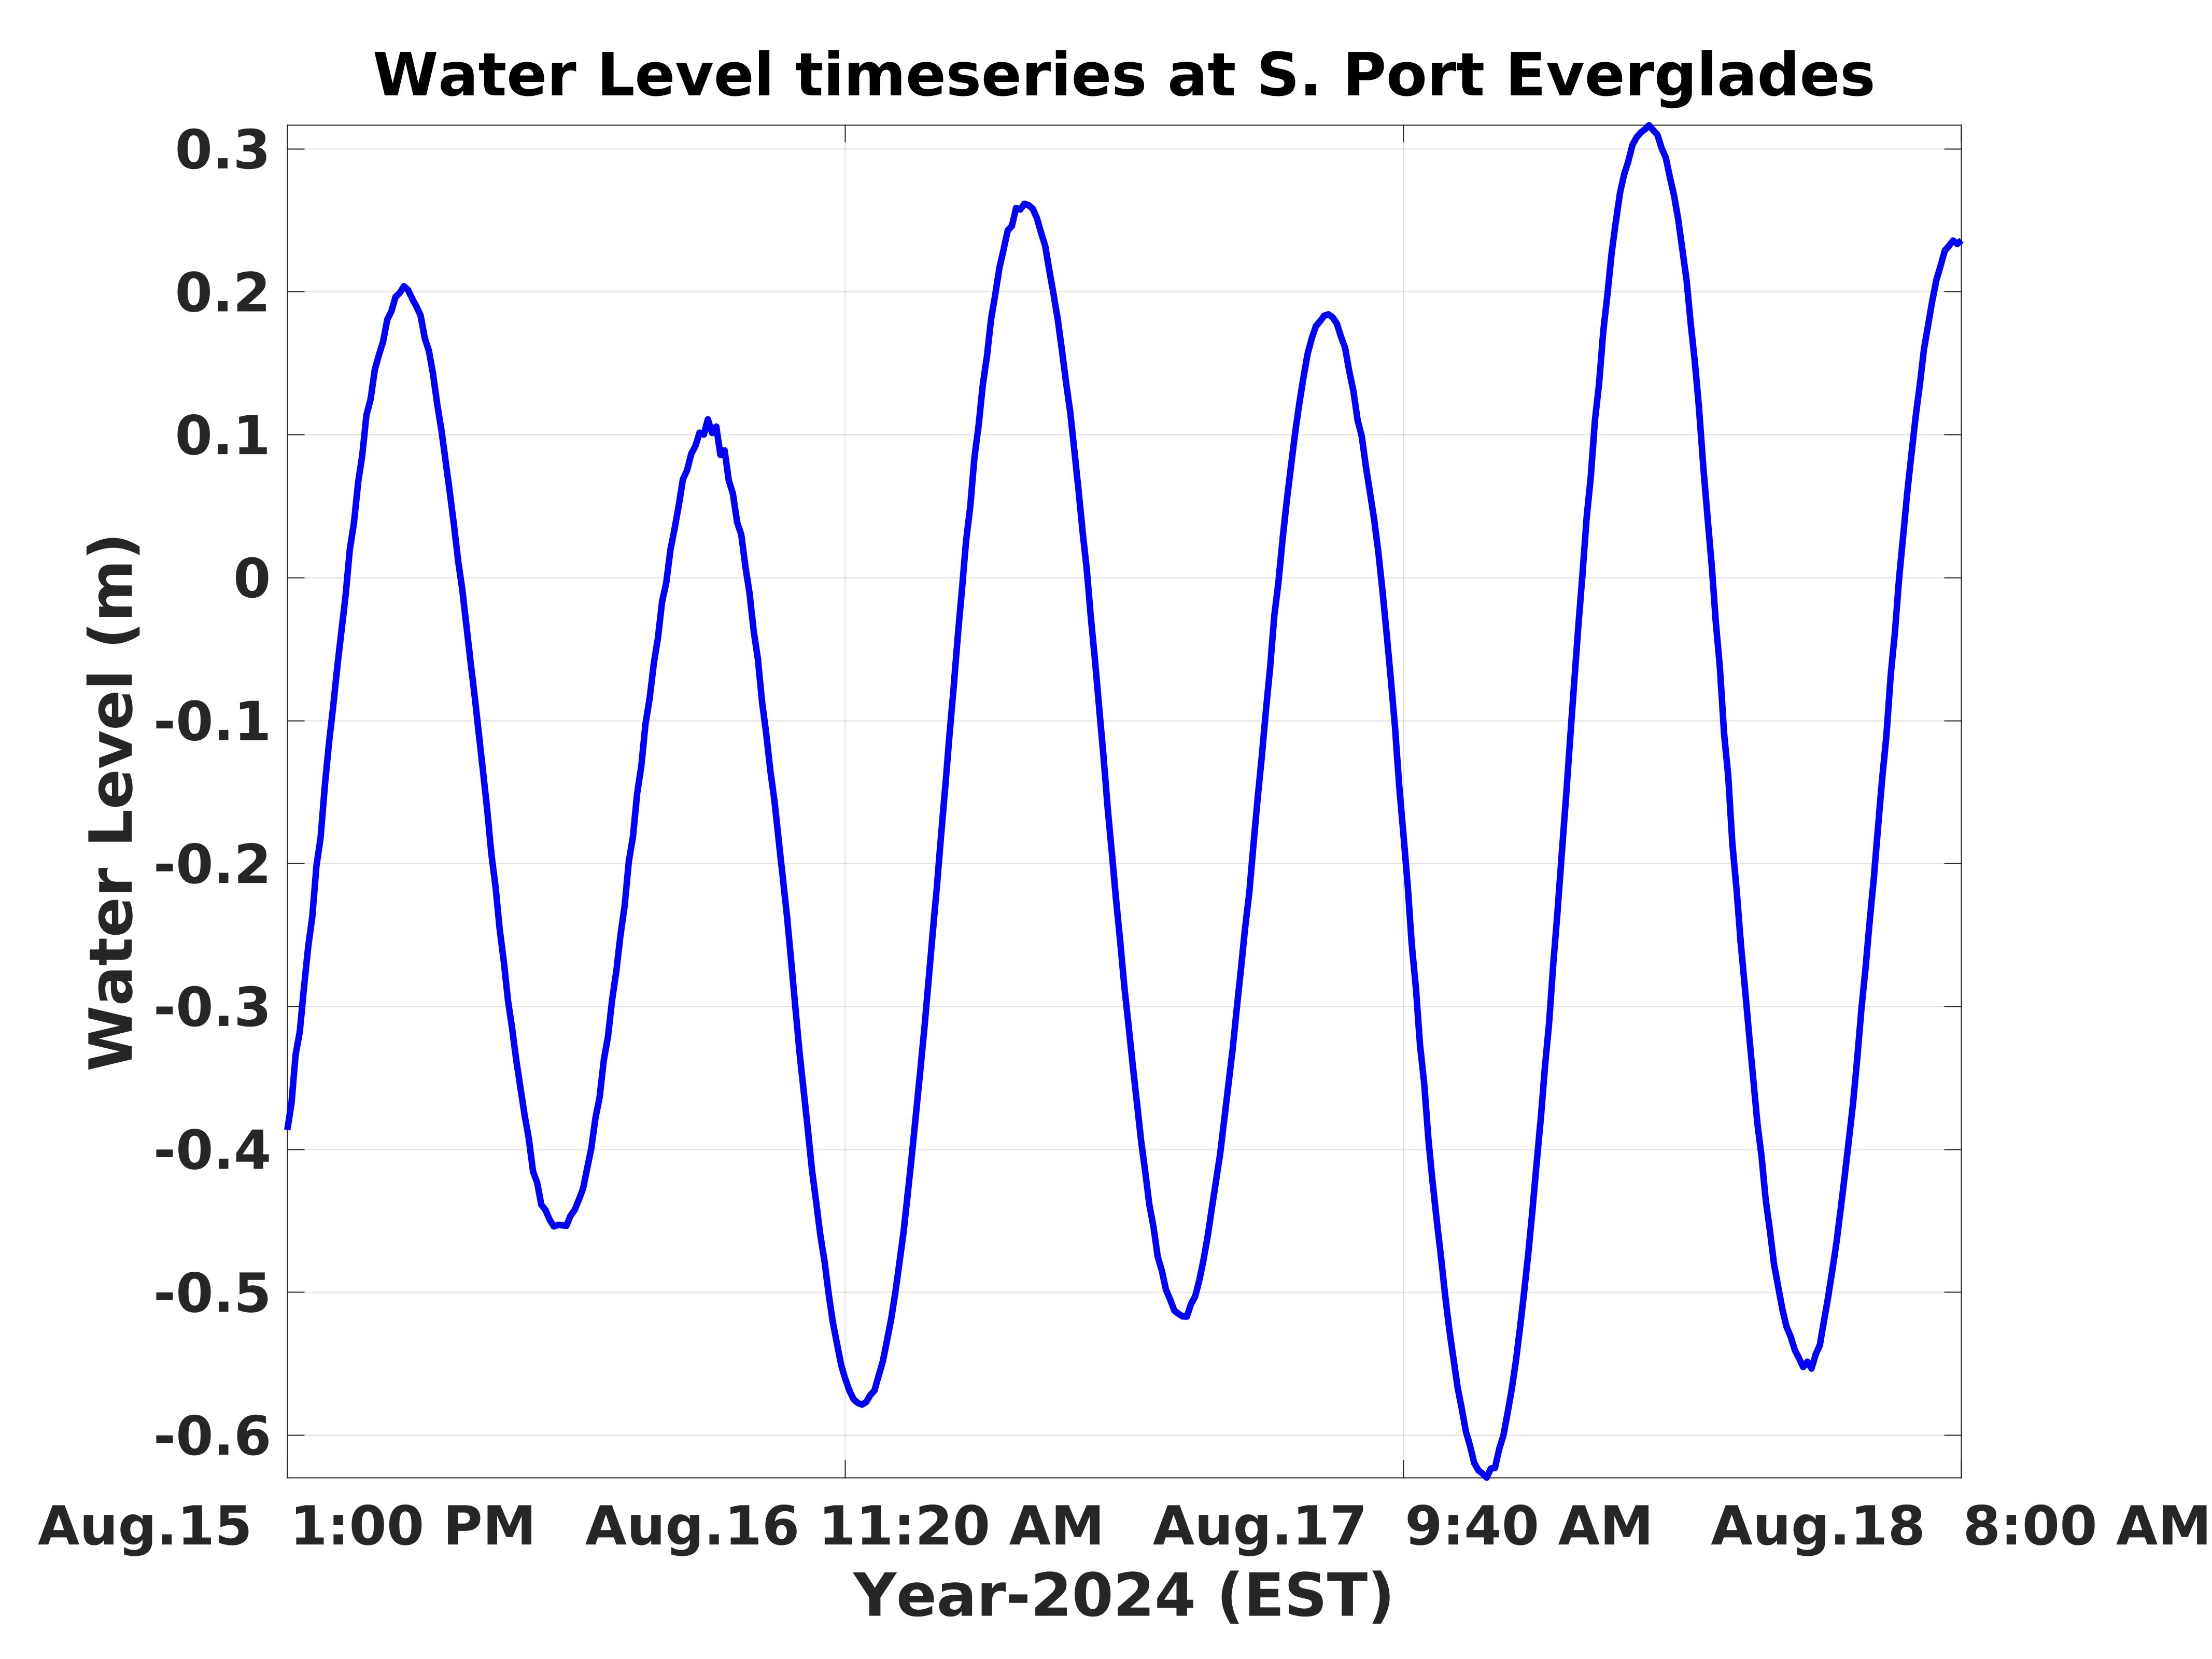 Water Level timeseries at S. Port Everglades
0.3
0.2
0.1
0
-0.1
-0.2
-0.3
-0.4
-0.5
-0.6
Water Level (m)
Aug.15 1:00 PM Aug.16 11:20 AM Aug.17 9:40 AM Aug.18 8:00 AM
Year-2024 (EST)